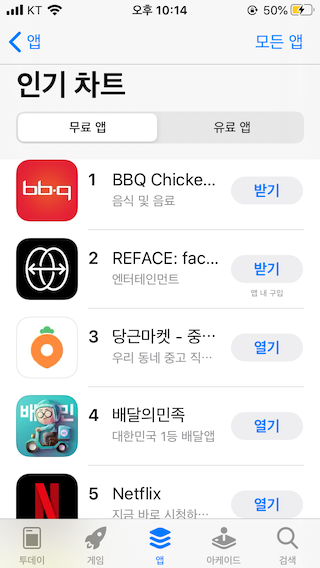 KT 오후 10:14 50%
앱 모든 앱
인기 차트
무료 앱 유료 앱
bb.q
1 BBQ Chicke... 받기
음식 및 음료
2 REFACE: fac... 받기
엔터테인먼트 앱 내 구입
3 당근마켓 - 중... 열기
우리 동네 중고 직...
배민
4 배달의민족 열기
대한민국 1등 배달앱
N
5 Netflix 열기
지금 바로 시청하...
투데이 게임 앱 아케이드 검색